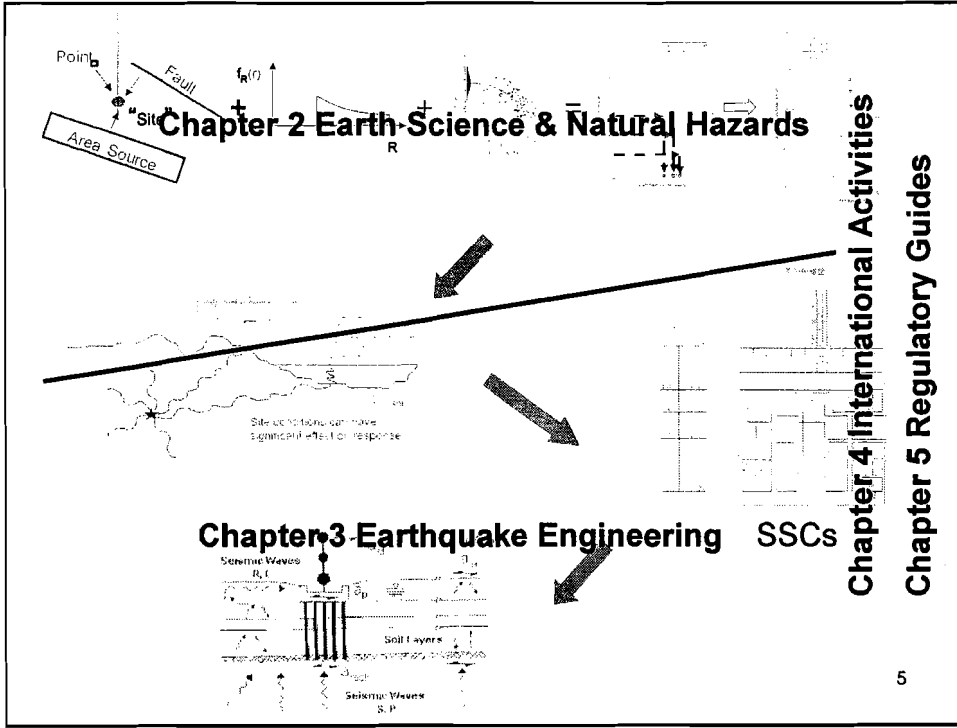 Point
Fault
"Site"
Area Source
f_R(r)
+
+
=
R
Chapter 2 Earth Science & Natural Hazards
Chapter 4 International Activities
Chapter 5 Regulatory Guides
Site conditions can have
significant effect on response
Chapter 3 Earthquake Engineering
SSCs
Seismic Waves
Soil Layers
Seismic Waves
S, P
5